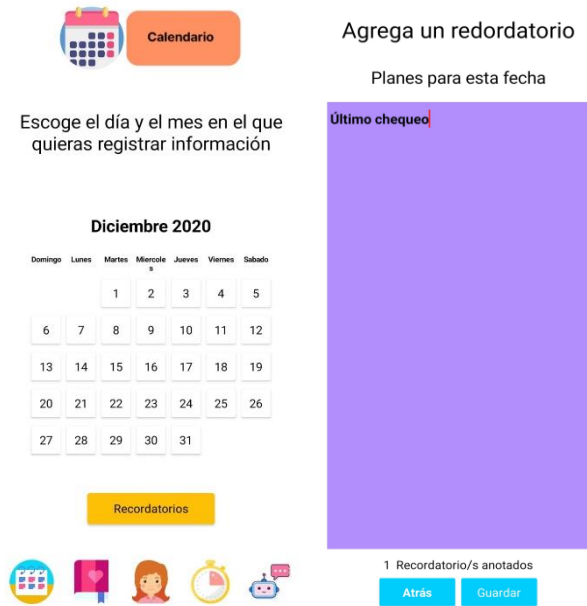 Calendario
Escoge el día y el mes en el que
quieras registrar información
Diciembre 2020
Domingo Lunes Martes Miercole Jueves Viernes Sabado
s
1 2 3 4 5
6 7 8 9 10 11 12
13 14 15 16 17 18 19
20 21 22 23 24 25 26
27 28 29 30 31
Recordatorios
Agrega un redordatorio
Planes para esta fecha
Último chequeo
1 Recordatorio/s anotados
Atrás Guardar